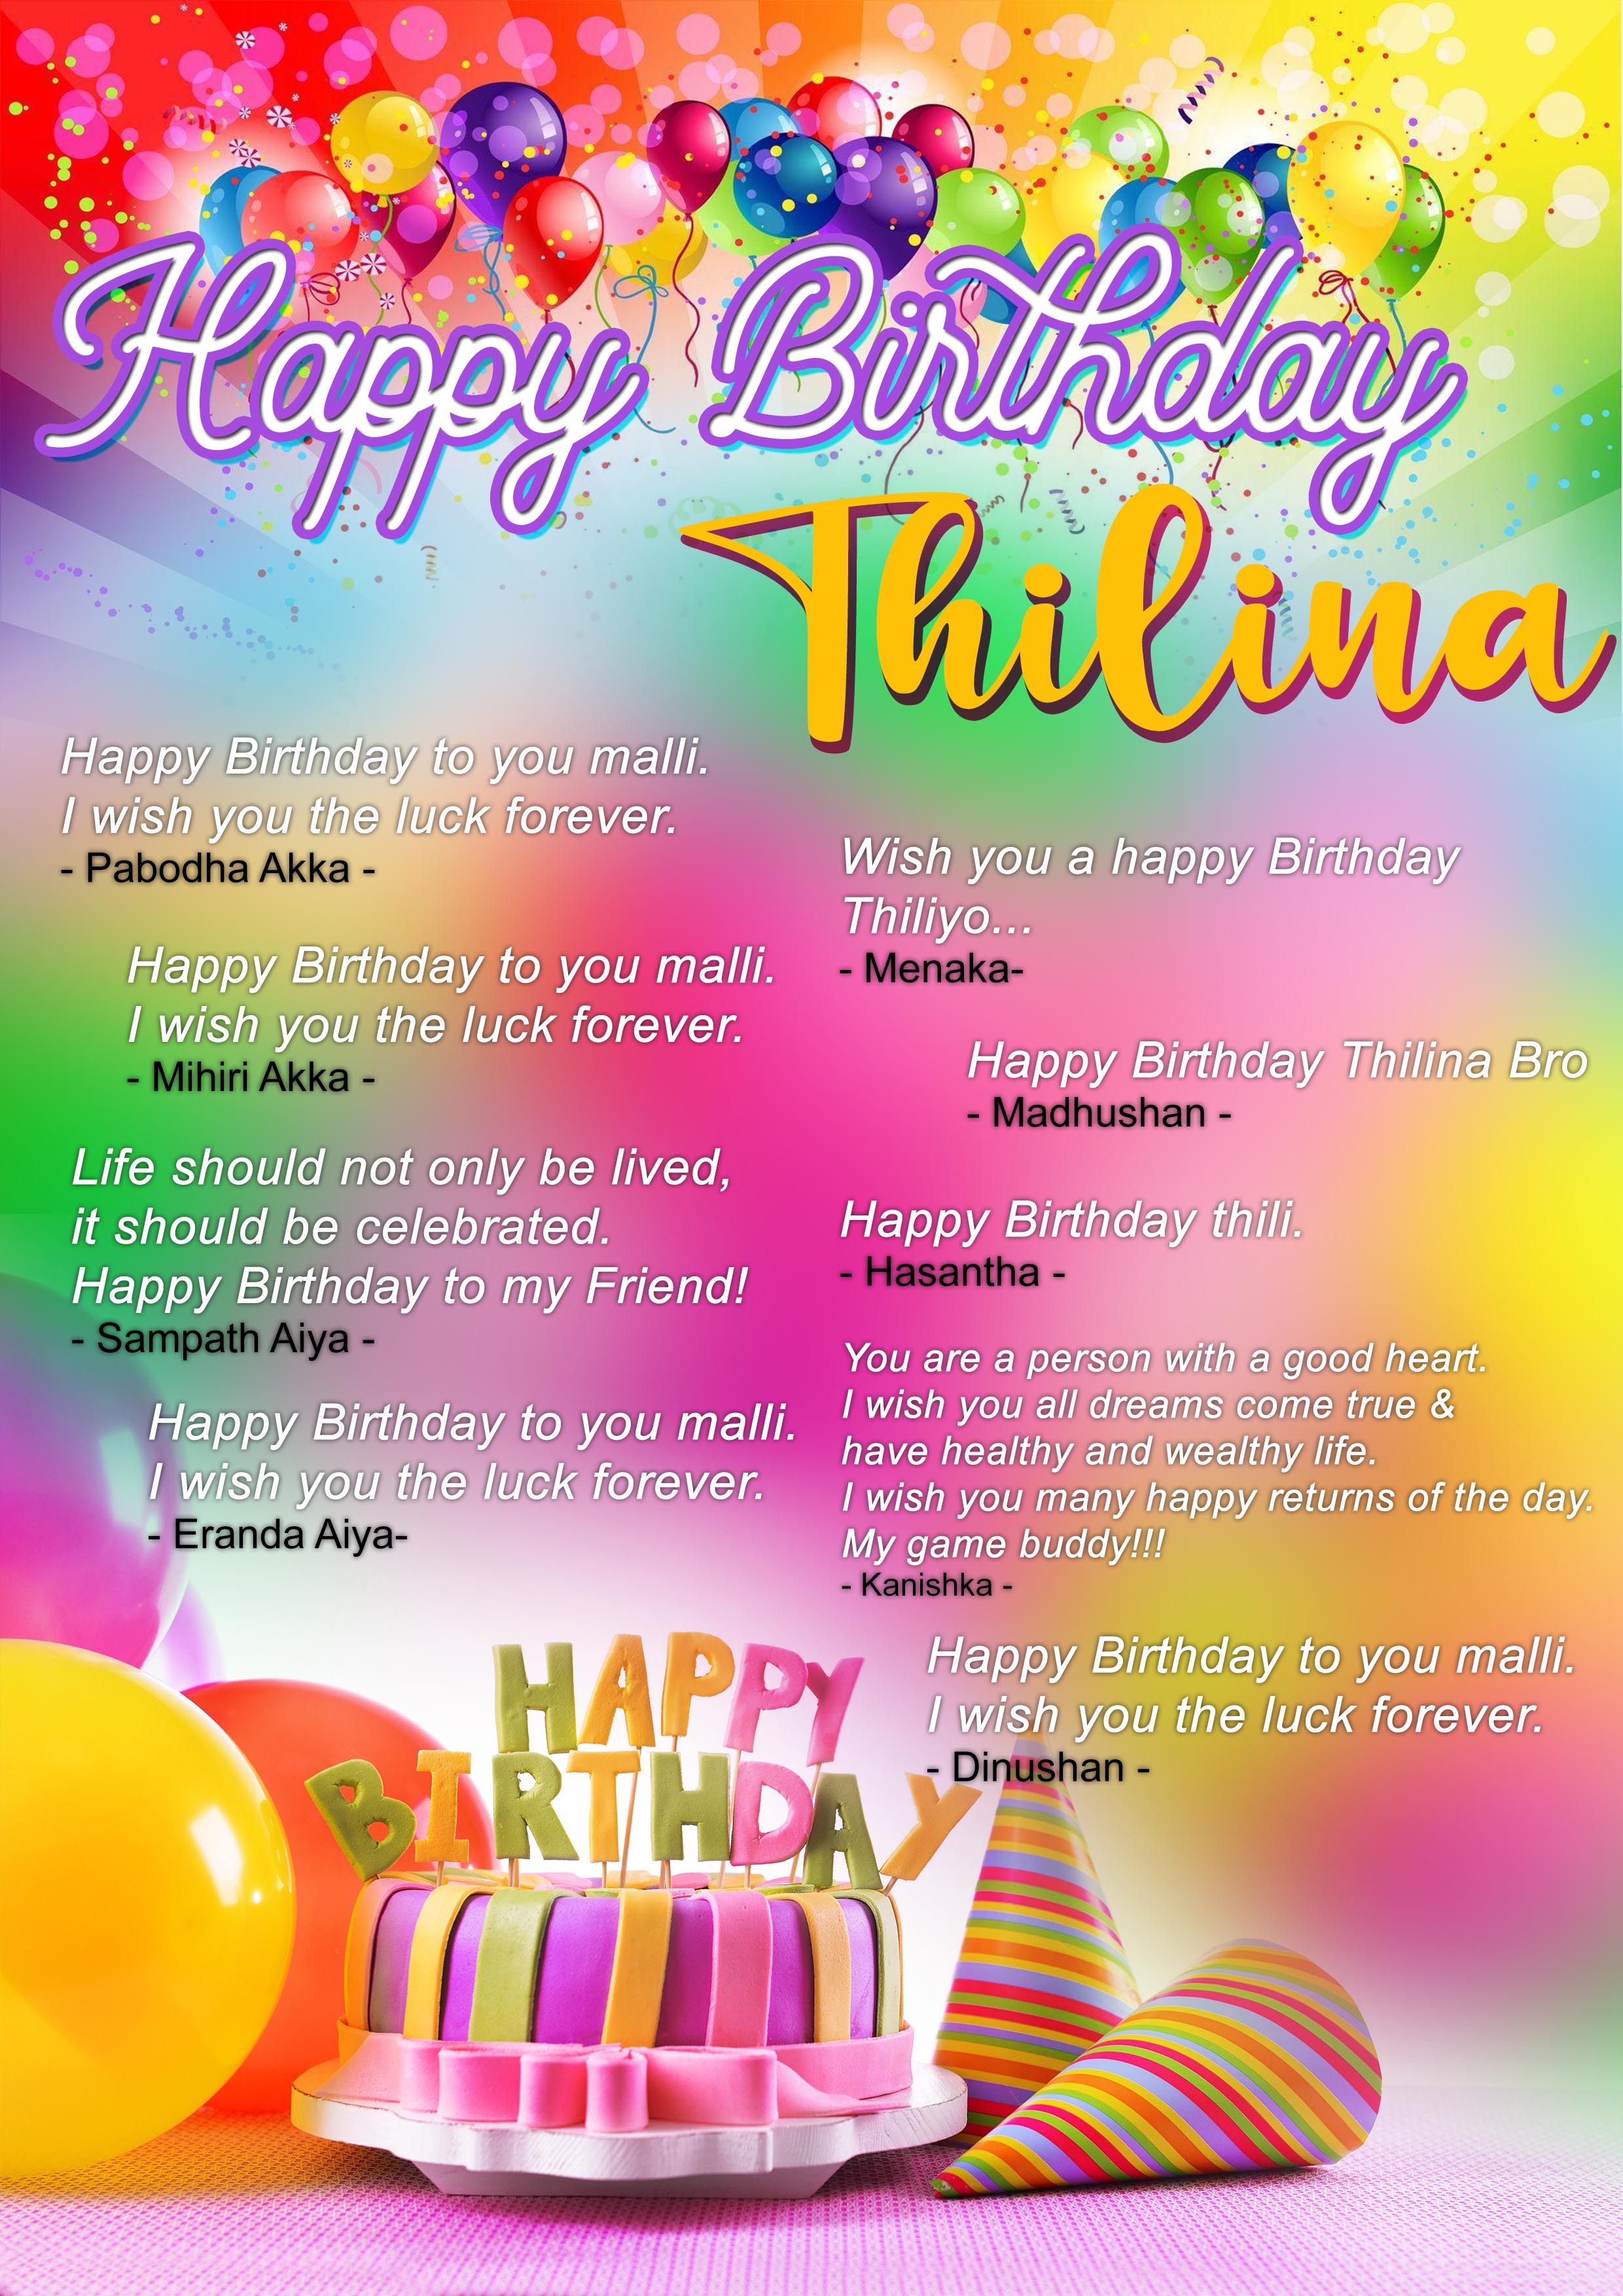 Happy Birthday
Thilina
Happy Birthday to you malli.
I wish you the luck forever.
- Pabodha Akka -
Happy Birthday to you malli.
I wish you the luck forever.
- Mihiri Akka -
Life should not only be lived,
it should be celebrated.
Happy Birthday to my Friend!
- Sampath Aiya -
Happy Birthday to you malli.
I wish you the luck forever.
- Eranda Aiya-
Wish you a happy Birthday
Thiliyo...
- Menaka-
Happy Birthday Thilina Bro
- Madhushan -
Happy Birthday thili.
- Hasantha -
You are a person with a good heart.
I wish you all dreams come true &
have healthy and wealthy life.
I wish you many happy returns of the day.
My game buddy!!!
- Kanishka -
Happy Birthday to you malli.
I wish you the luck forever.
- Dinushan -
HAPPY
BIRTHDAY